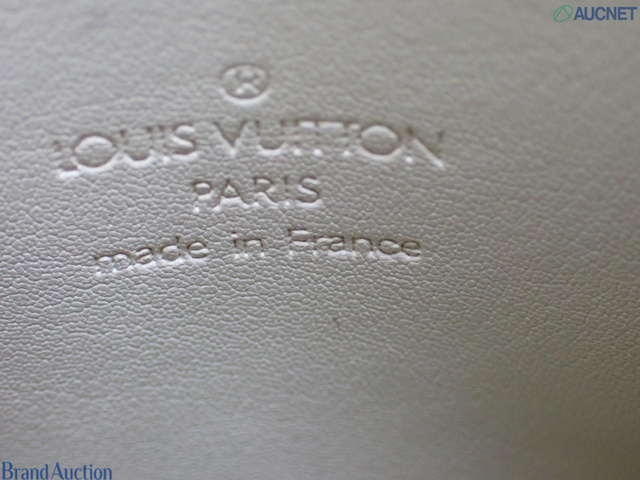 AUCNET
®
LOUIS VUITTON
PARIS
made in France
Brand Auction